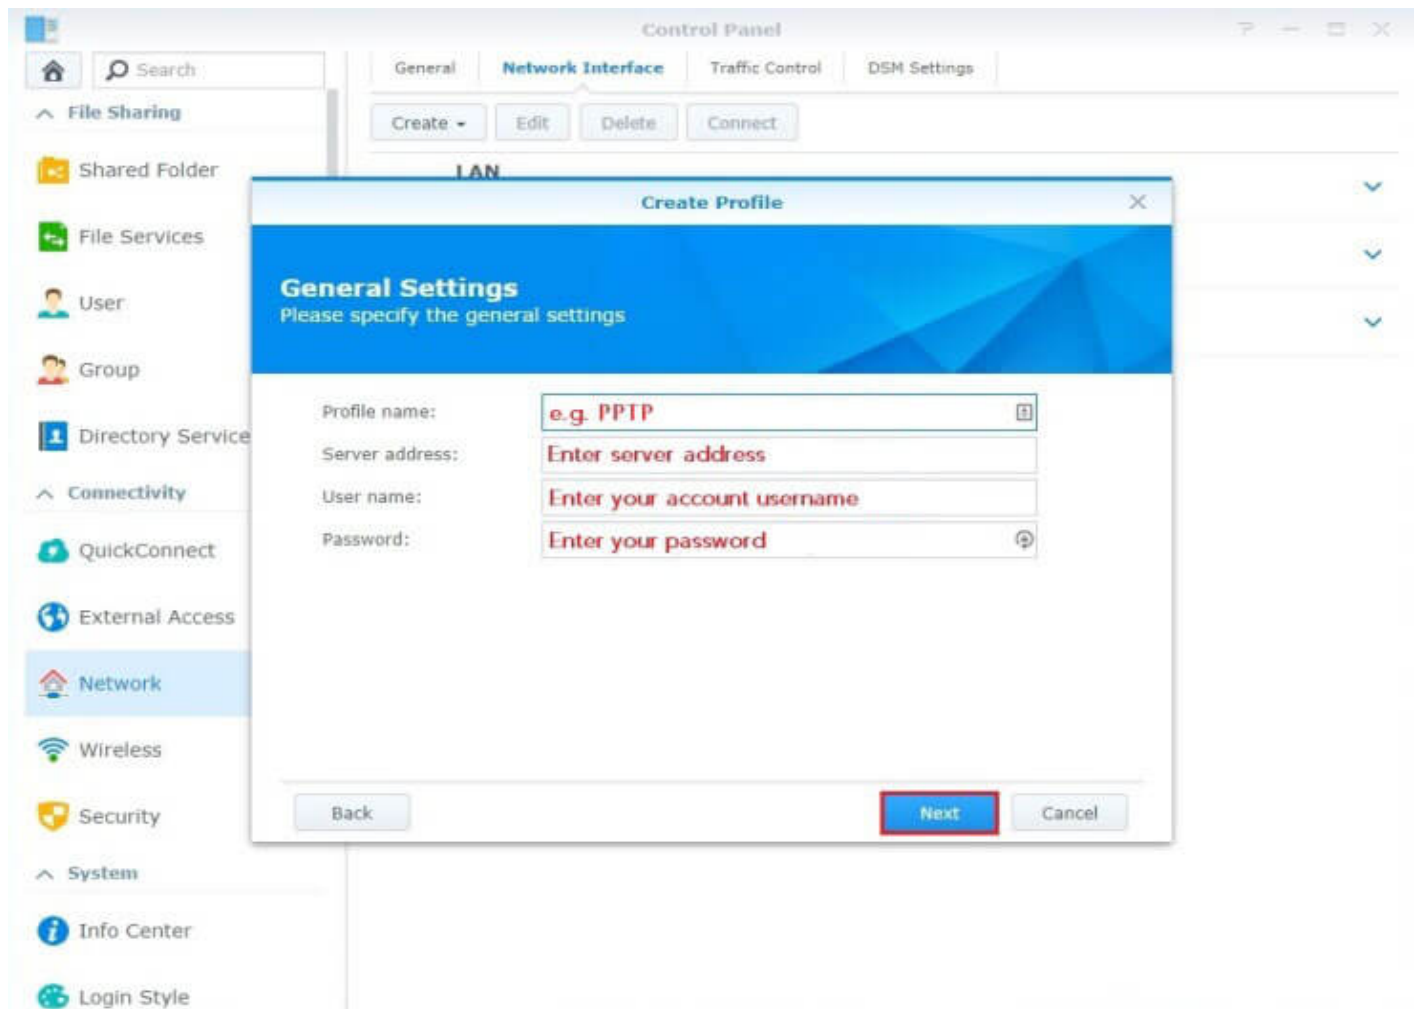 Control Panel
Search
General
Network Interface
Traffic Control
DSM Settings
File Sharing
Create
Edit
Delete
Connect
Shared Folder
LAN
Create Profile
File Services
General Settings
Please specify the general settings
User
Group
Profile name:
e.g. PPTP
Directory Service
Server address:
Enter server address
Connectivity
User name:
Enter your account username
Password:
Enter your password
QuickConnect
External Access
Network
Wireless
Security
Back
Next
Cancel
System
Info Center
Login Style